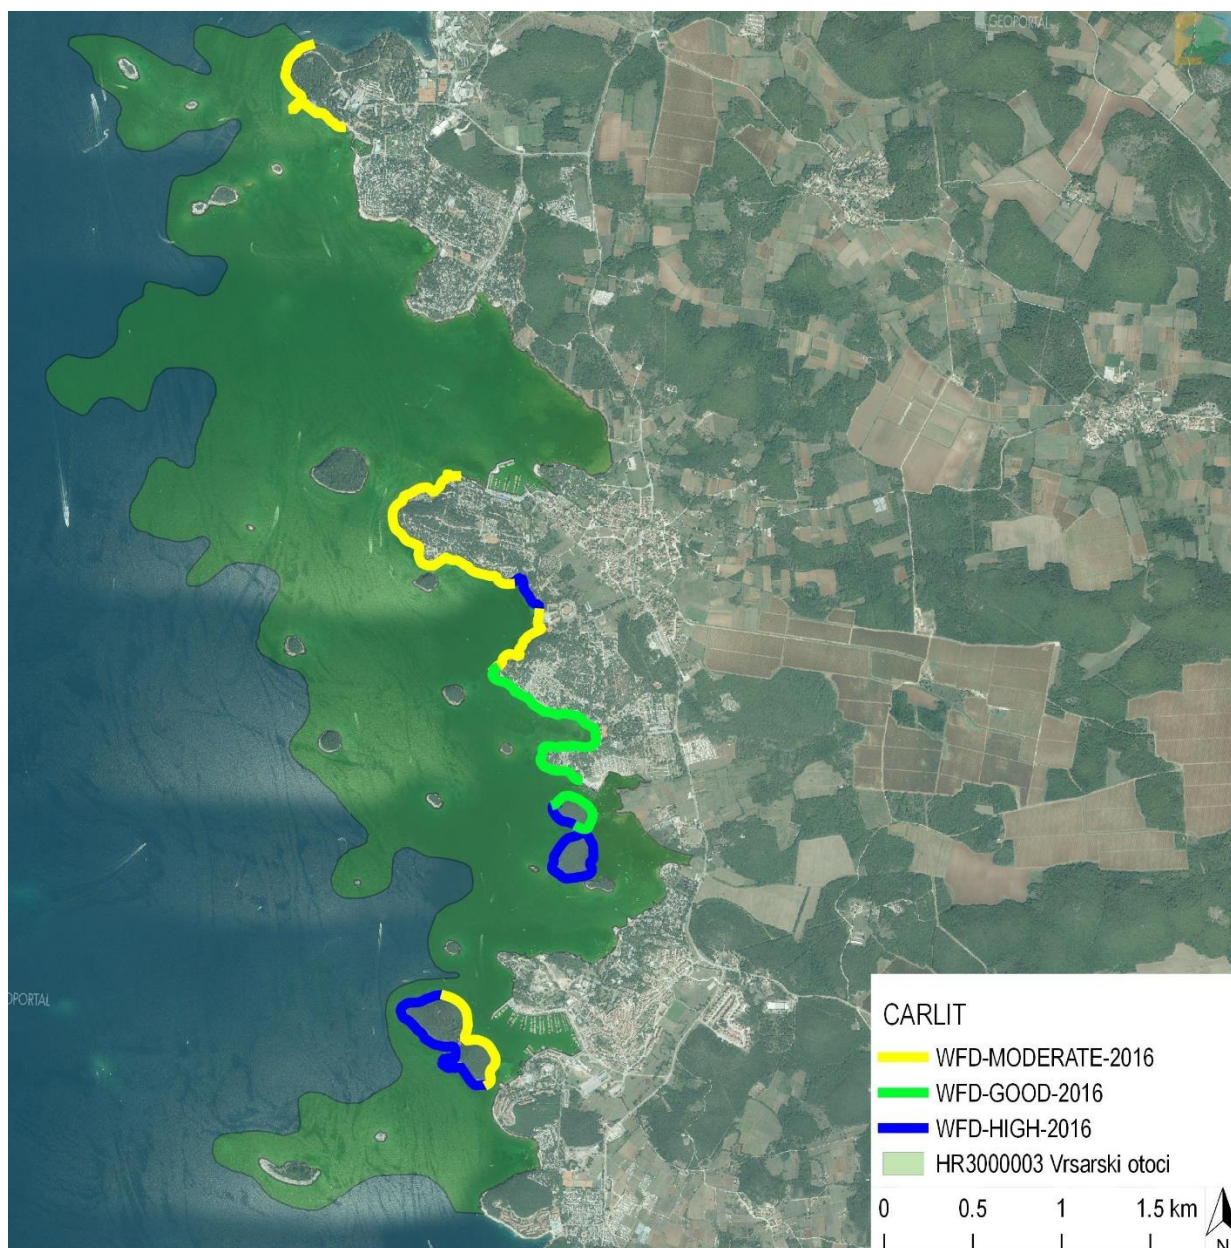 GEOPORTAL
OPORTAL
CARLIT
WFD-MODERATE-2016
WFD-GOOD-2016
WFD-HIGH-2016
HR3000003 Vrsarski otoci
0 0.5 1 1.5 km
N